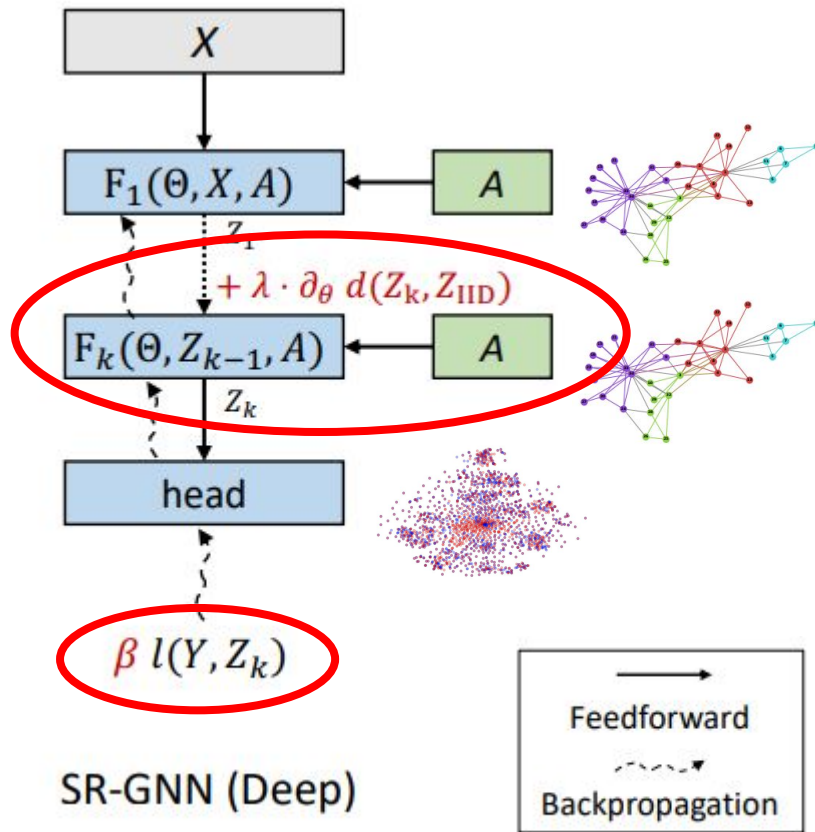 X
F₁(Θ, X, A)
A
Z₁
+ λ · ∂_θ d(Z_k, Z_IID)
F_k(Θ, Z_{k−1}, A)
A
Z_k
head
β l(Y, Z_k)
Feedforward
Backpropagation
SR-GNN (Deep)